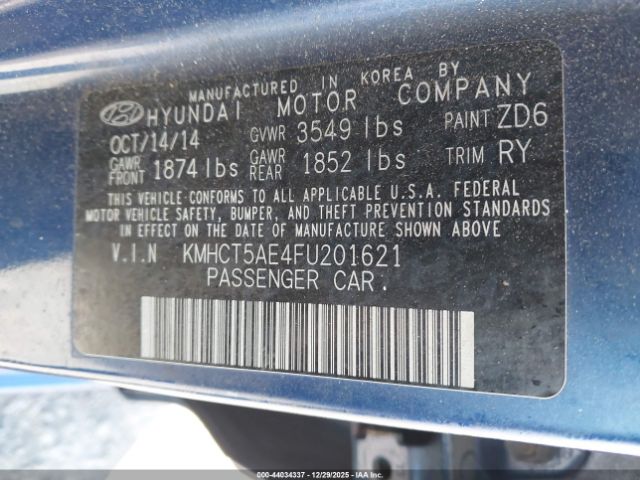 MANUFACTURED IN KOREA BY
HYUNDAI MOTOR COMPANY
OCT/14/14 GVWR 3549 lbs PAINT ZD6
GAWR FRONT 1874 lbs GAWR REAR 1852 lbs TRIM RY
THIS VEHICLE CONFORMS TO ALL APPLICABLE U.S.A. FEDERAL
MOTOR VEHICLE SAFETY, BUMPER, AND THEFT PREVENTION STANDARDS
IN EFFECT ON THE DATE OF MANUFACTURE SHOWN ABOVE.
V.I.N KMHCT5AE4FU201621
PASSENGER CAR.
© IAA - 44034337 - 12/29/2025 - IAAI.COM